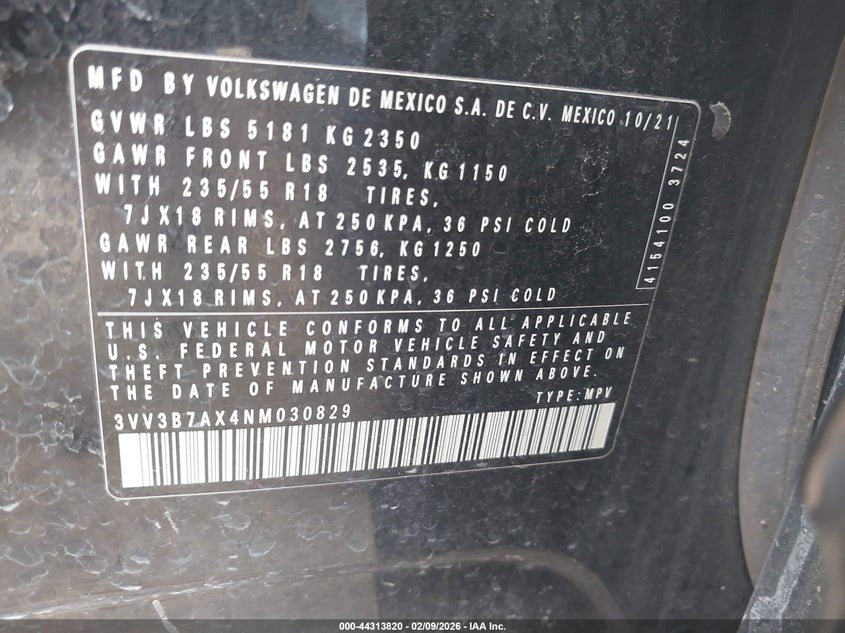 MFD BY VOLKSWAGEN DE MEXICO S.A. DE C.V. MEXICO 10/21
GVWR LBS 5181 KG 2350
GAWR FRONT LBS 2535, KG 1150
WITH 235/55 R18 TIRES,
7JX18 RIMS, AT 250 KPA, 36 PSI COLD
GAWR REAR LBS 2756, KG 1250
WITH 235/55 R18 TIRES,
7JX18 RIMS, AT 250 KPA, 36 PSI COLD
4154100 3724
THIS VEHICLE CONFORMS TO ALL APPLICABLE
U.S. FEDERAL MOTOR VEHICLE SAFETY AND
THEFT PREVENTION STANDARDS IN EFFECT ON
THE DATE OF MANUFACTURE SHOWN ABOVE.
3VV3B7AX4NM030829 TYPE: MPV
000-44313820 - 02/09/2026 - IAA Inc.